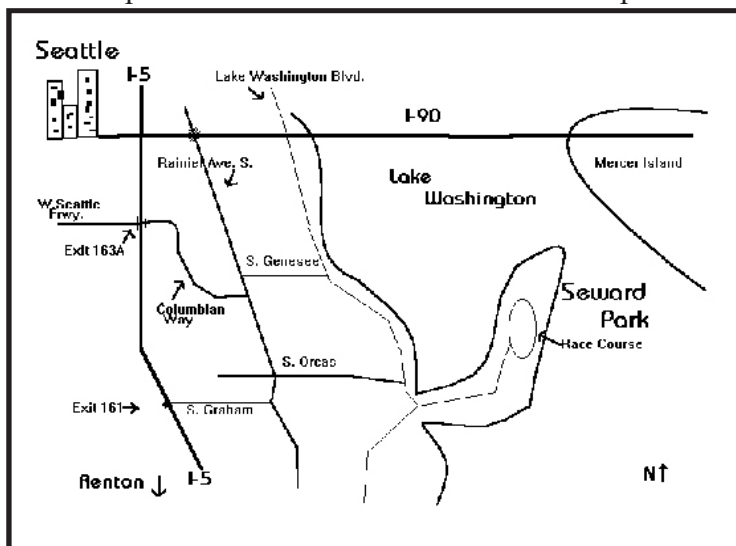 Seattle
I-5
Lake Washington Blvd.
I-90
Rainier Ave. S.
Mercer Island
Lake
Washington
W. Seattle
Frwy.
Exit 163A
S. Genesee
Columbian
Way
Seward
Park
Race Course
S. Orcas
Exit 161
S. Graham
Renton
I-5
N